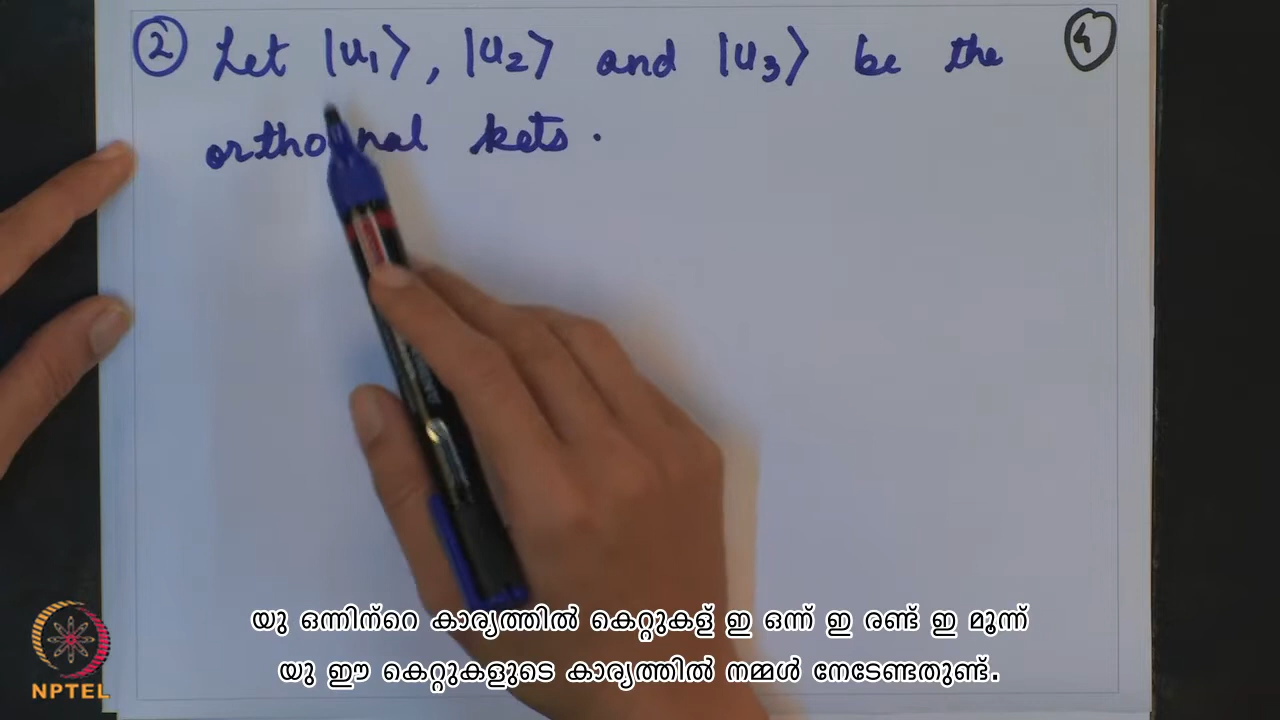 ② Let |u₁⟩, |u₂⟩ and |u₃⟩ be the ④
kets.
യു ഒന്നിന്റെ കാര്യത്തിൽ കെറ്റുകള് ഇ ഒന്ന് ഇ രണ്ട് ഇ മൂന്ന്
യു ഈ കെറ്റുകളുടെ കാര്യത്തിൽ നമ്മൾ നേടേണ്ടതുണ്ട്.
NPTEL